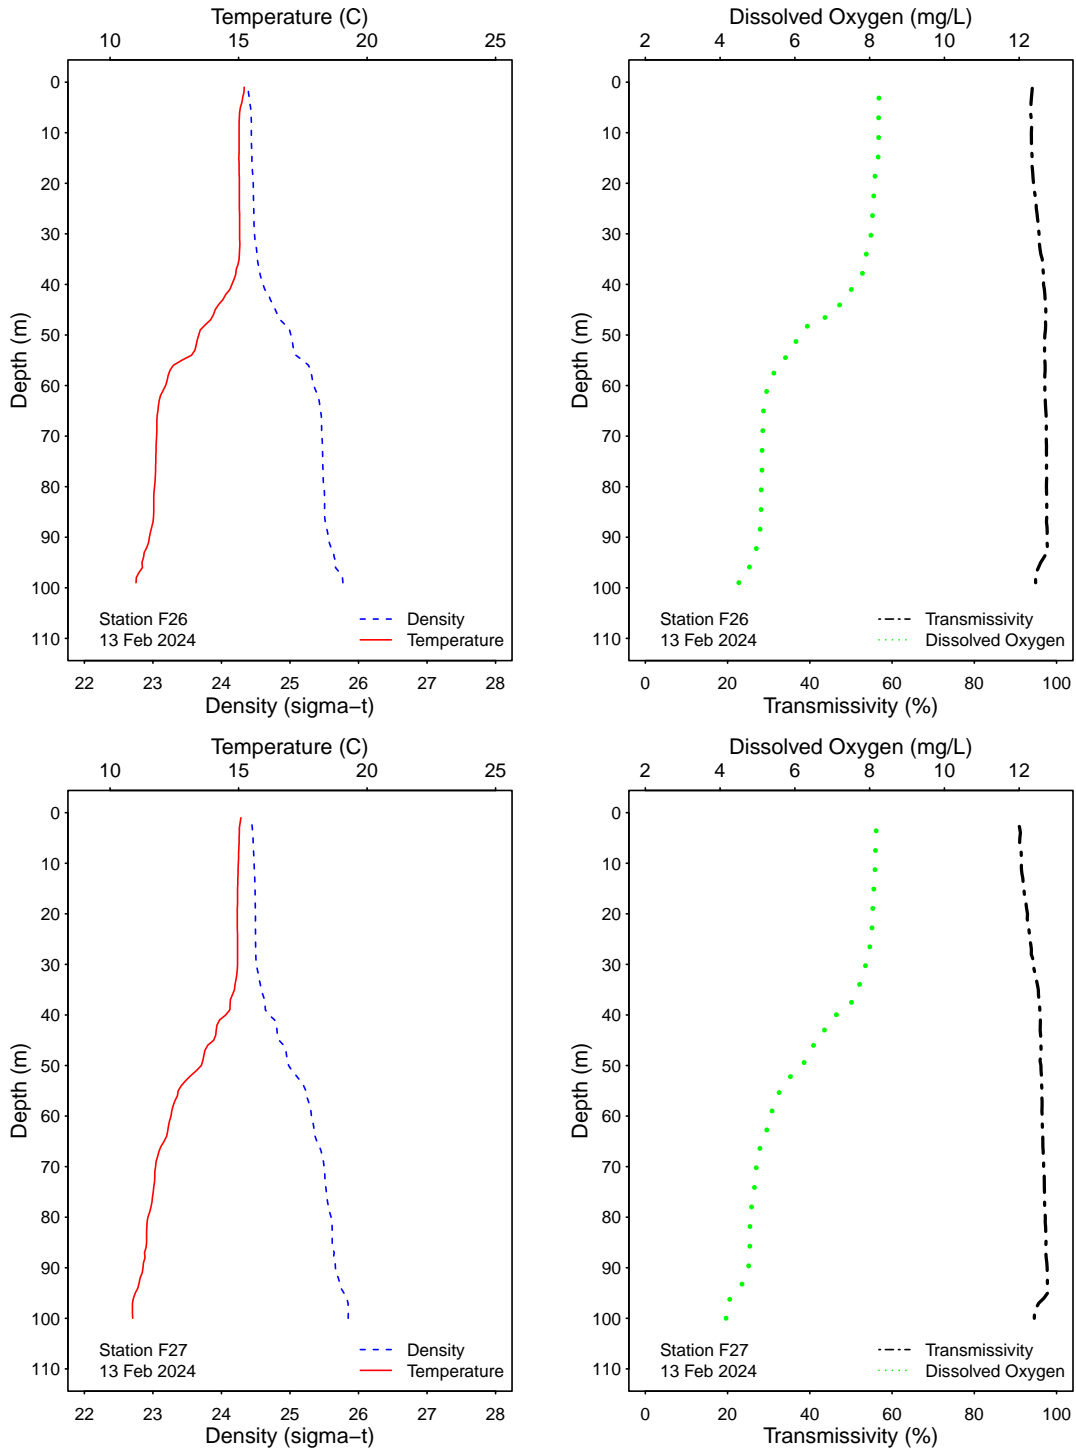 Temperature (C)
10 15 20 25
0
10
20
30
40
50
60
70
80
90
100
110
Depth (m)
Station F26
13 Feb 2024
Density
Temperature
22 23 24 25 26 27 28
Density (sigma−t)
Dissolved Oxygen (mg/L)
2 4 6 8 10 12
0
10
20
30
40
50
60
70
80
90
100
110
Depth (m)
Station F26
13 Feb 2024
Transmissivity
Dissolved Oxygen
0 20 40 60 80 100
Transmissivity (%)
Temperature (C)
10 15 20 25
0
10
20
30
40
50
60
70
80
90
100
110
Depth (m)
Station F27
13 Feb 2024
Density
Temperature
22 23 24 25 26 27 28
Density (sigma−t)
Dissolved Oxygen (mg/L)
2 4 6 8 10 12
0
10
20
30
40
50
60
70
80
90
100
110
Depth (m)
Station F27
13 Feb 2024
Transmissivity
Dissolved Oxygen
0 20 40 60 80 100
Transmissivity (%)